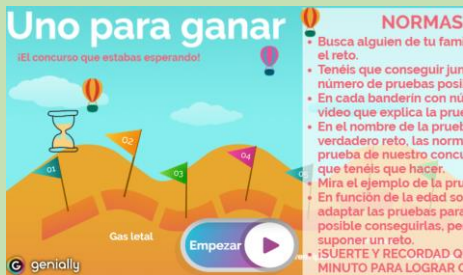 Uno para ganar
¡El concurso que estabas esperando!
01
02
03
04
Gas letal
Empezar
genially
NORMAS
Busca alguien de tu fami
el reto.
Tenéis que conseguir jun
número de pruebas posi
En cada banderín con nú
video que explica la prue
En el nombre de la prueb
verdadero reto, las norm
prueba de nuestro concu
que tenéis que hacer.
Mira el ejemplo de la pru
En función de la edad so
adaptar las pruebas para
posible conseguirlas, pe
suponer un reto.
¡SUERTE Y RECORDAD Q
MINUTO PARA LOGRAR